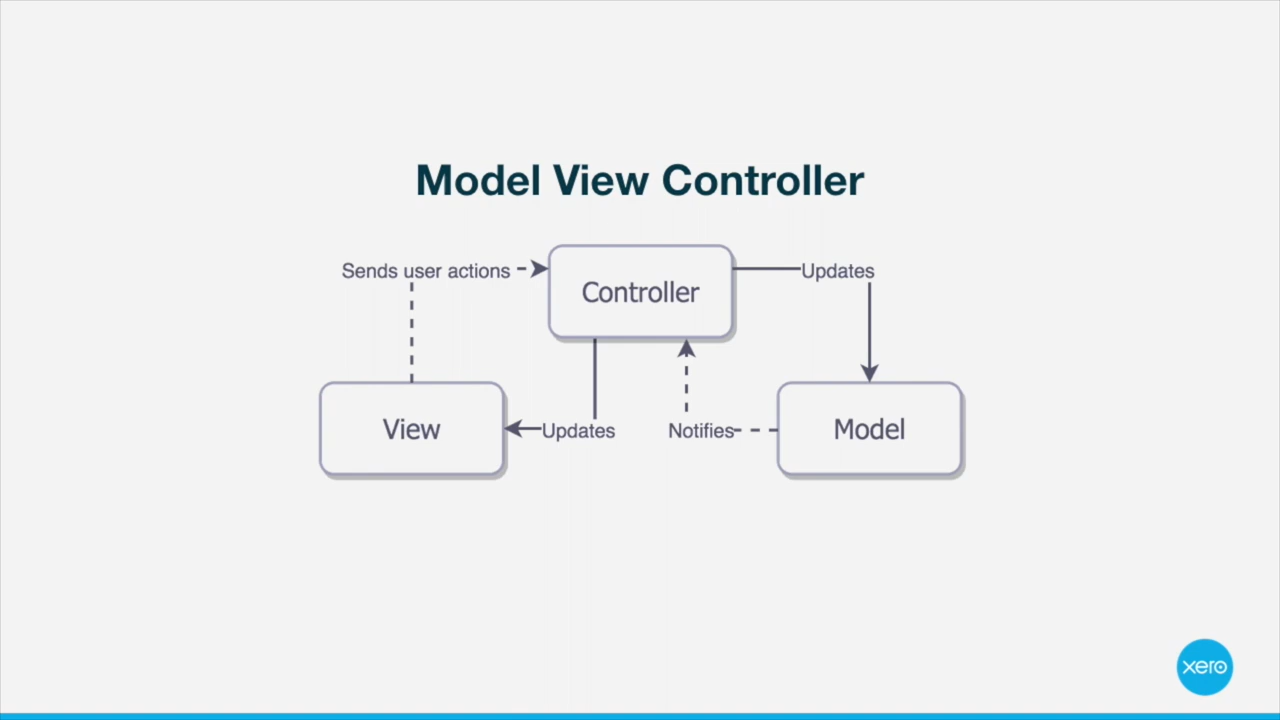 Model View Controller
Sends user actions
Controller
Updates
View
Updates
Notifies
Model
xero